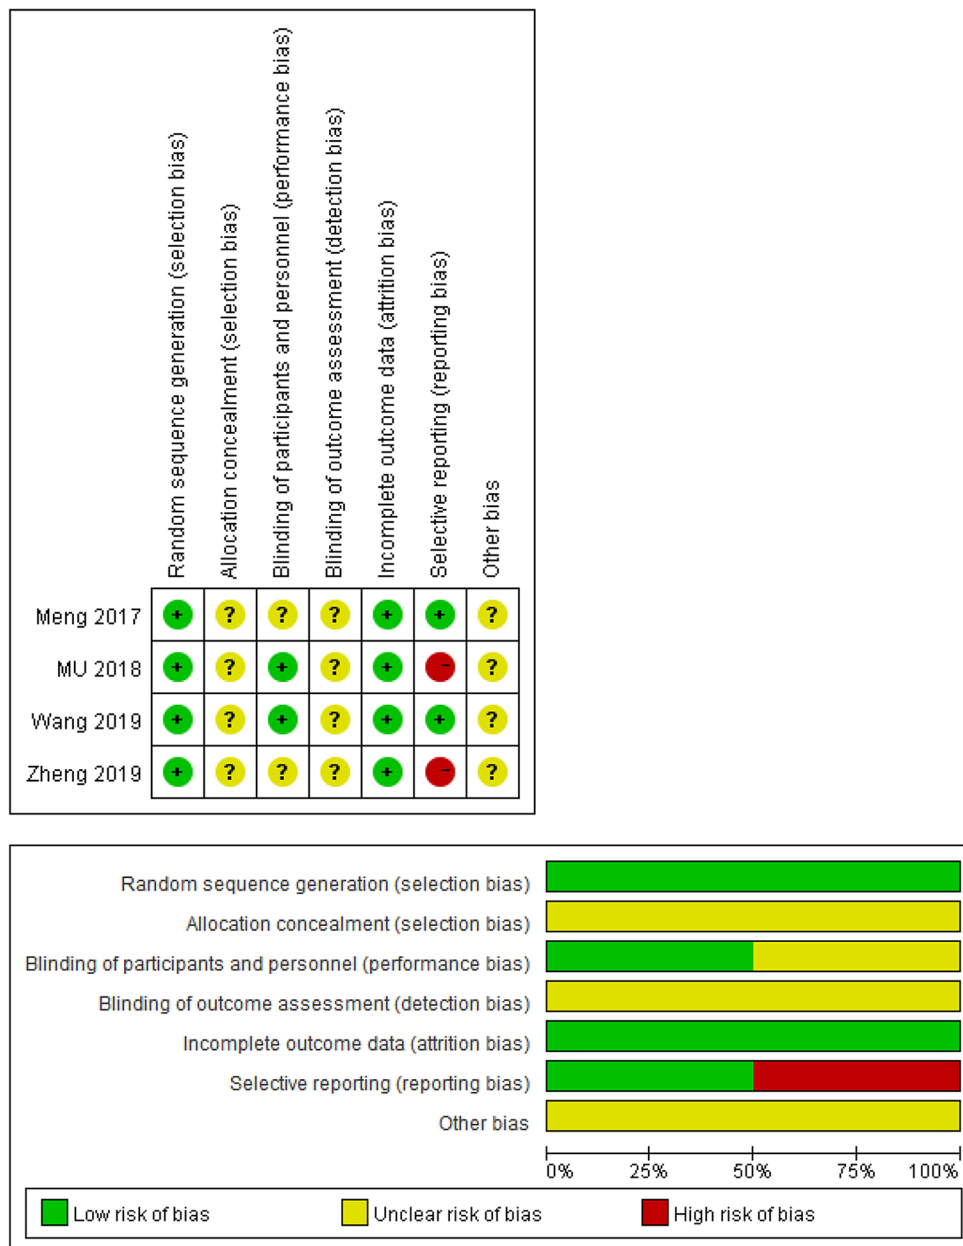 Random sequence generation (selection bias)
Allocation concealment (selection bias)
Blinding of participants and personnel (performance bias)
Blinding of outcome assessment (detection bias)
Incomplete outcome data (attrition bias)
Selective reporting (reporting bias)
Other bias
Meng 2017 + ? ? ? + + ?
MU 2018 + ? + ? + - ?
Wang 2019 + ? + ? + + ?
Zheng 2019 + ? ? ? + - ?
Random sequence generation (selection bias)
Allocation concealment (selection bias)
Blinding of participants and personnel (performance bias)
Blinding of outcome assessment (detection bias)
Incomplete outcome data (attrition bias)
Selective reporting (reporting bias)
Other bias
0% 25% 50% 75% 100%
Low risk of bias Unclear risk of bias High risk of bias